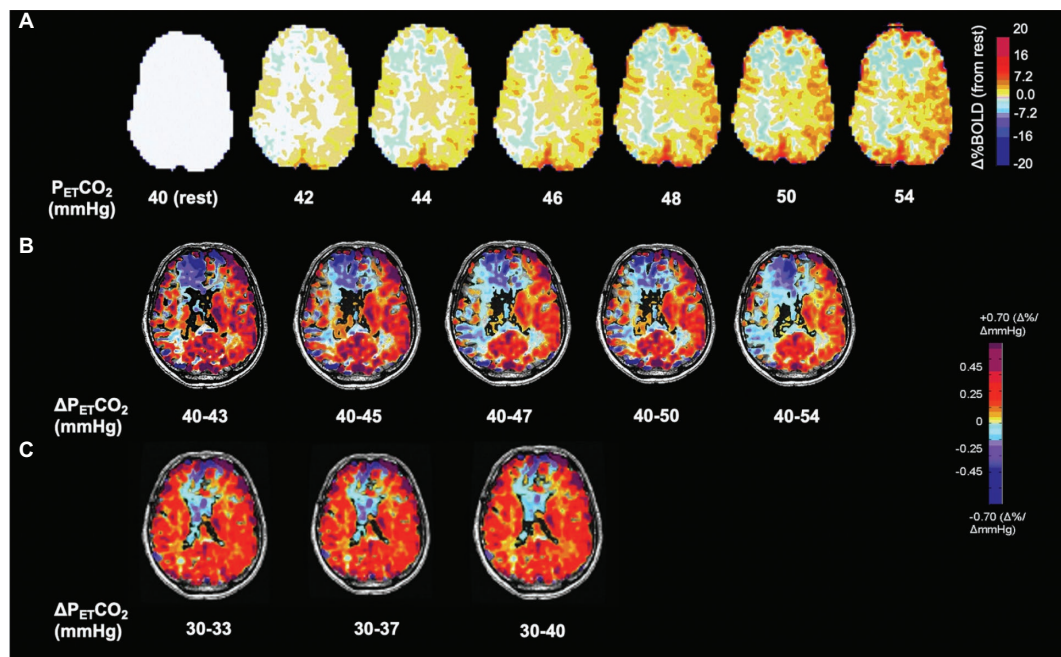 A
20
16
7.2
0.0
-7.2
-16
-20
Δ%BOLD (from rest)
PETCO2
(mmHg)
40 (rest)
42
44
46
48
50
54
B
+0.70 (Δ%/
ΔmmHg)
0.45
0.25
0
-0.25
-0.45
-0.70 (Δ%/
ΔmmHg)
ΔPETCO2
(mmHg)
40-43
40-45
40-47
40-50
40-54
C
ΔPETCO2
(mmHg)
30-33
30-37
30-40